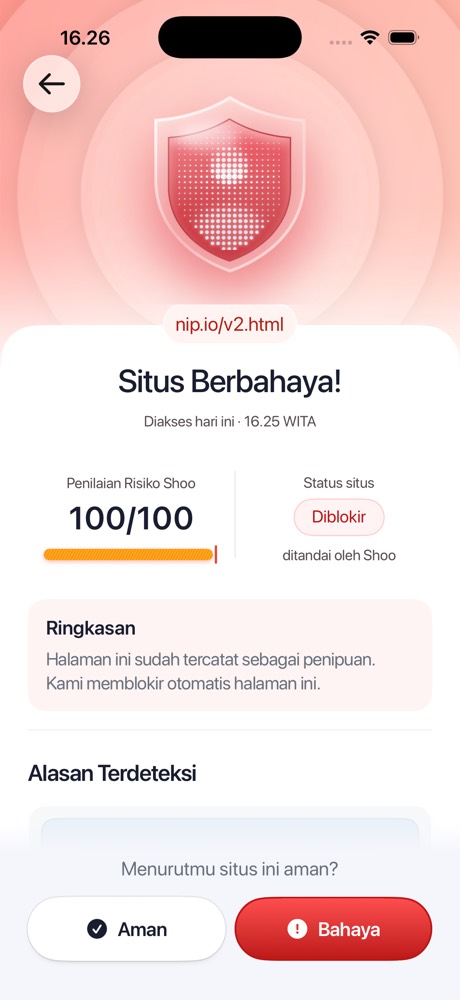 16.26
nip.io/v2.html
Situs Berbahaya!
Diakses hari ini · 16.25 WITA
Penilaian Risiko Shoo
100/100
Status situs
Diblokir
ditandai oleh Shoo
Ringkasan
Halaman ini sudah tercatat sebagai penipuan.
Kami memblokir otomatis halaman ini.
Alasan Terdeteksi
Menurutmu situs ini aman?
Aman
Bahaya